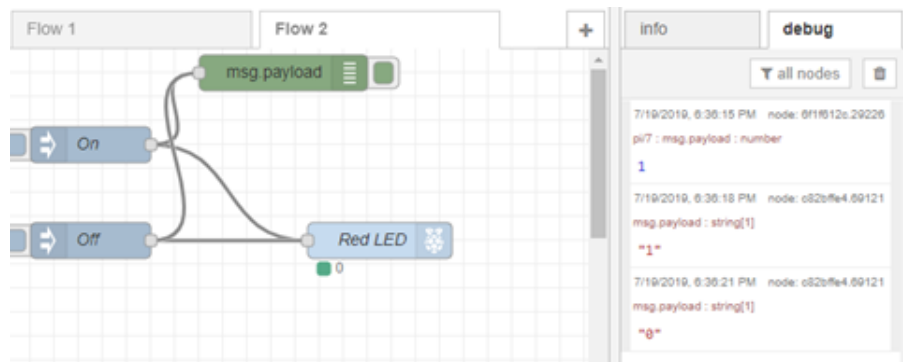 Flow 1
Flow 2
+
info
debug
msg.payload
all nodes
On
7/19/2019, 6:36:15 PM node: 6f1f612c.29226
pi/7 : msg.payload : number
1
7/19/2019, 6:36:18 PM node: c82bffe4.69121
msg.payload : string[1]
"1"
Off
Red LED
0
7/19/2019, 6:36:21 PM node: c82bffe4.69121
msg.payload : string[1]
"0"